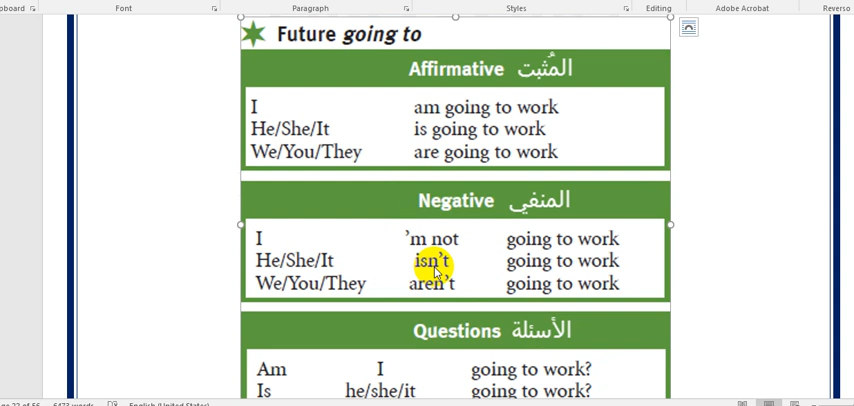 Font
Paragraph
Styles
Editing
Adobe Acrobat
Reverso
Future going to
Affirmative المُثبت
I am going to work
He/She/It is going to work
We/You/They are going to work
Negative المنفي
I 'm not going to work
He/She/It isn't going to work
We/You/They aren't going to work
Questions الأسئلة
Am I going to work?
Is he/she/it going to work?
6473 words
English (United States)